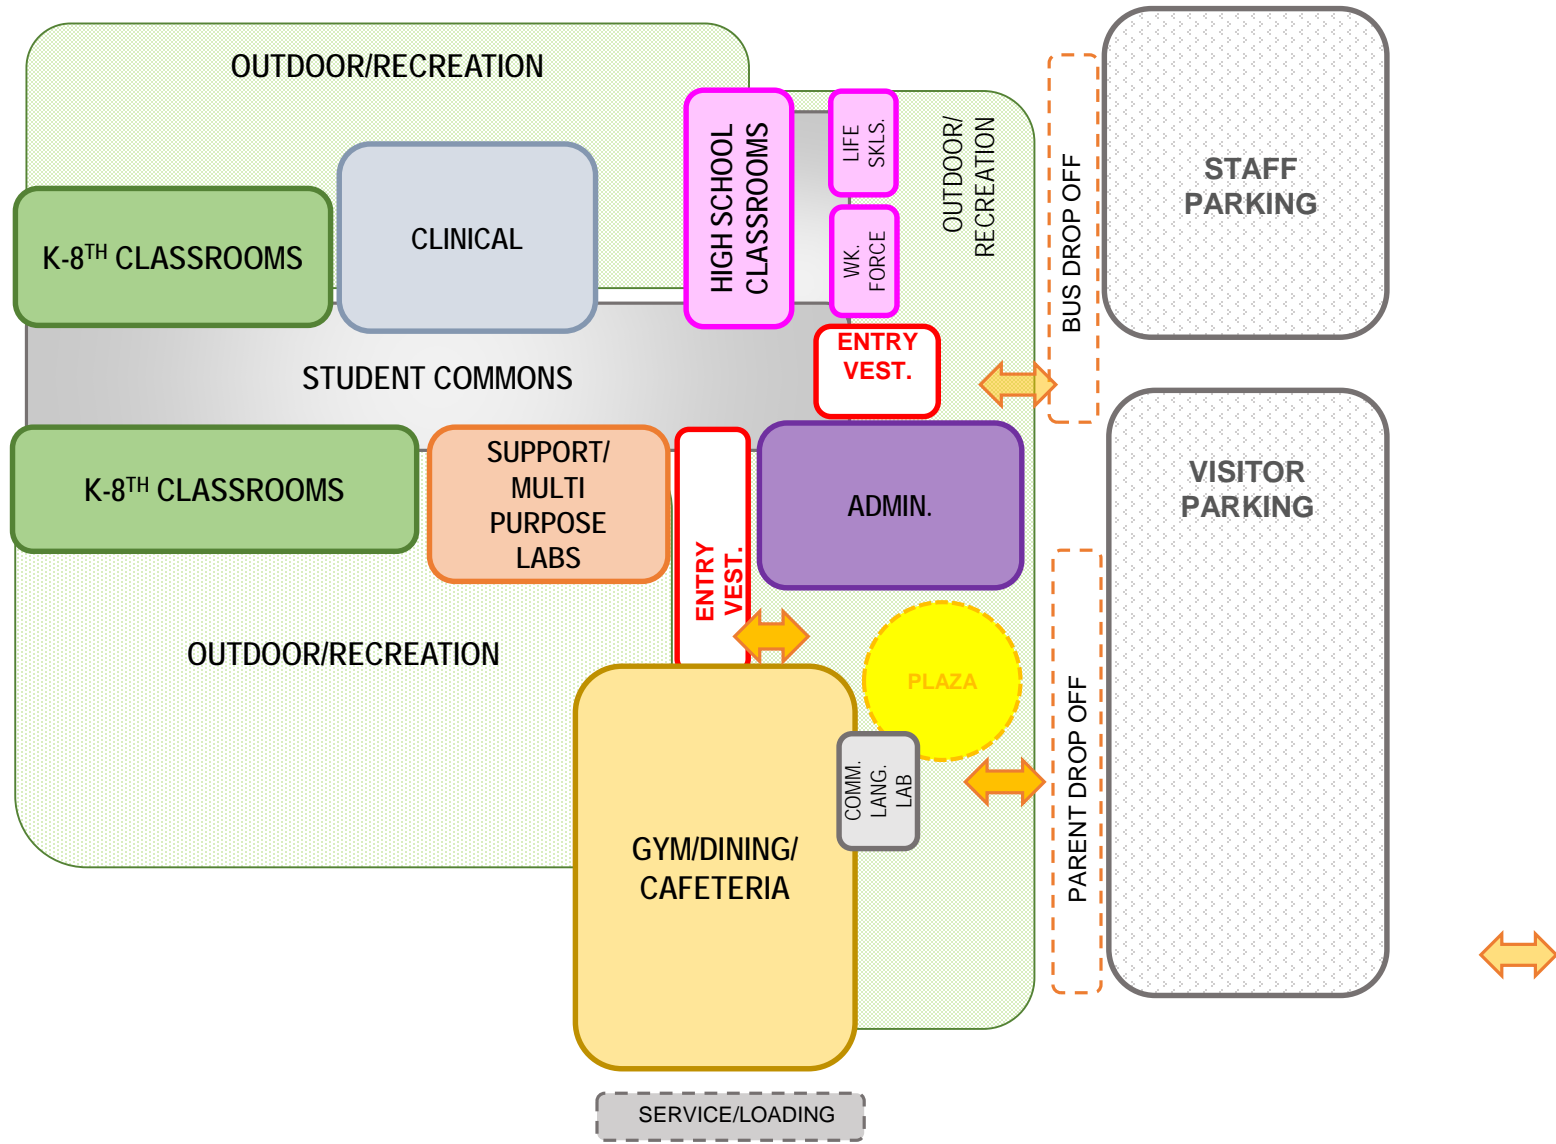 OUTDOOR/RECREATION
HIGH SCHOOL
CLASSROOMS
LIFE
SKLS.
OUTDOOR/
RECREATION
BUS DROP OFF
STAFF
PARKING
K-8TH CLASSROOMS
CLINICAL
WK.
FORCE
ENTRY
VEST.
STUDENT COMMONS
K-8TH CLASSROOMS
SUPPORT/
MULTI
PURPOSE
LABS
ENTRY
VEST.
ADMIN.
VISITOR
PARKING
OUTDOOR/RECREATION
PLAZA
PARENT DROP OFF
COMM.
LANG.
LAB
GYM/DINING/
CAFETERIA
SERVICE/LOADING